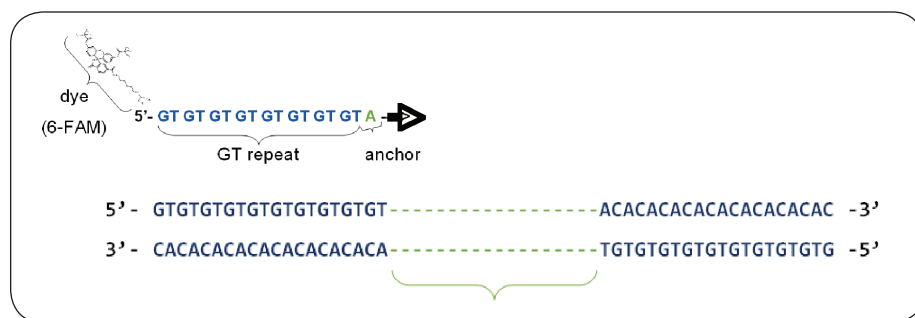 dye
(6-FAM)
5'- GT GT GT GT GT GT GT GT A
GT repeat
anchor
5'- GTGTGTGTGTGTGTGTGTGT------------------ACACACACACACACACACAC -3'
3'- CACACACACACACACACACA------------------TGTGTGTGTGTGTGTGTGTG -5'